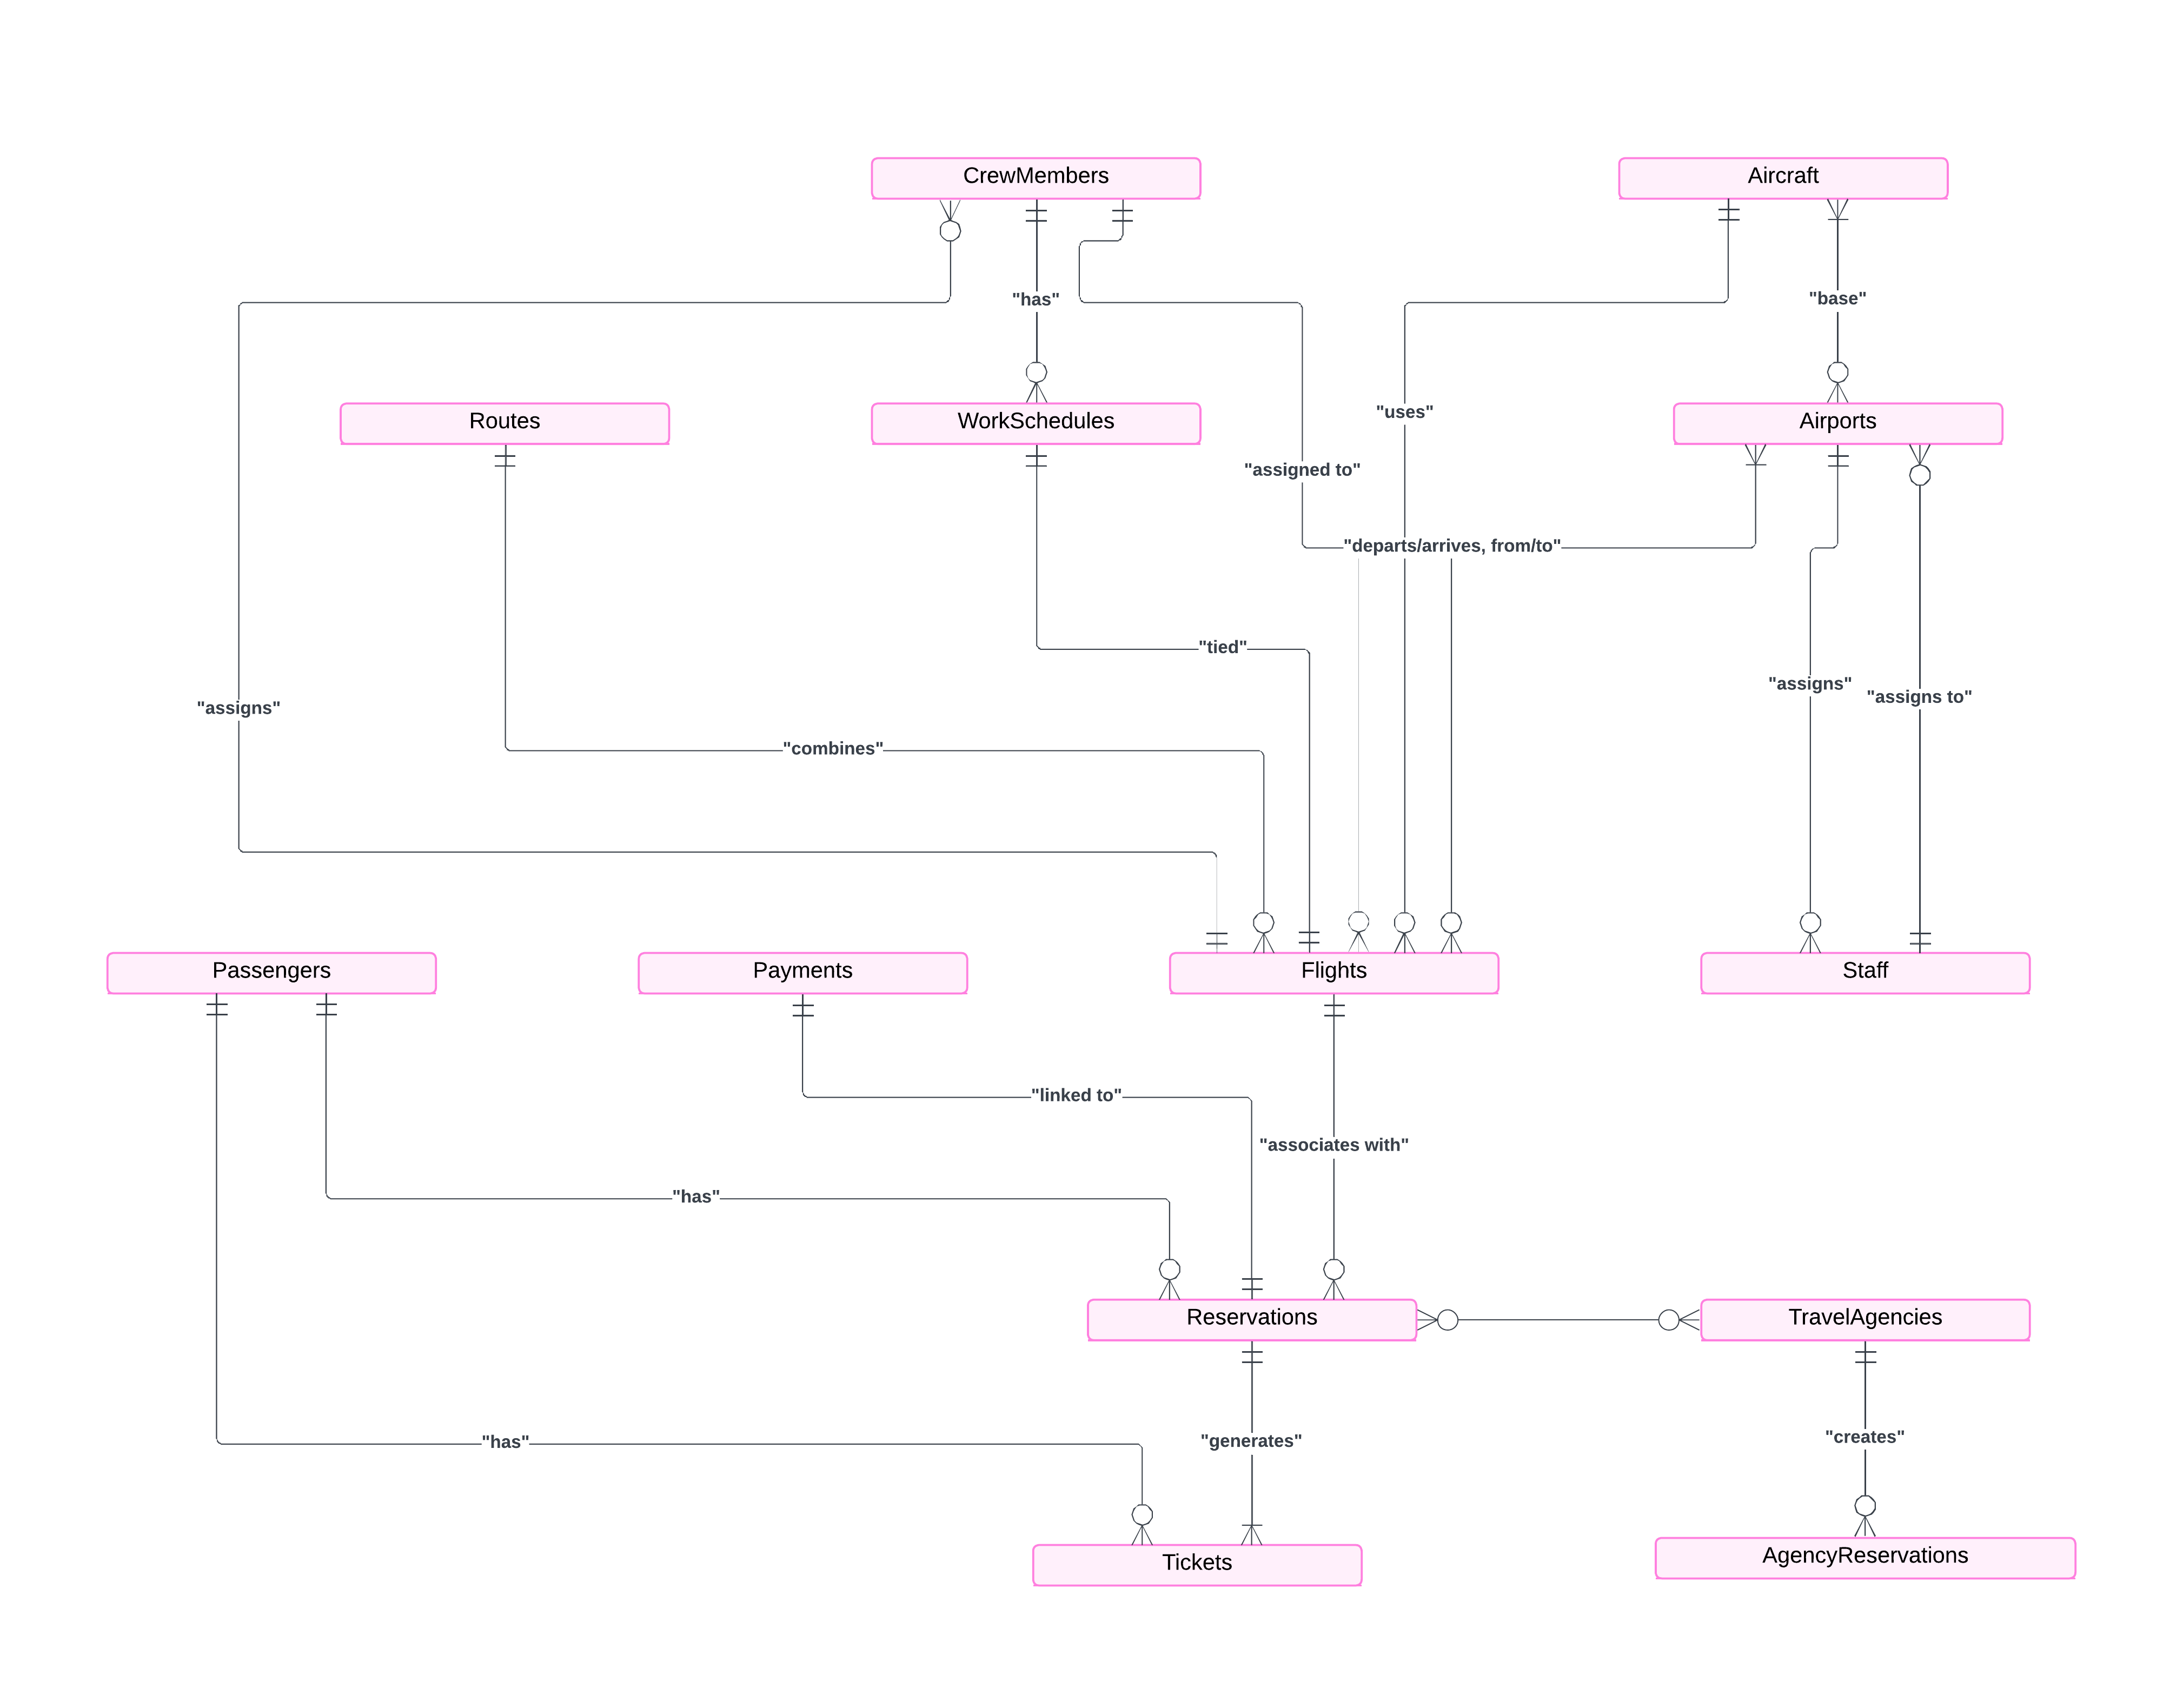 CrewMembers
Aircraft
"has"
"base"
Routes
WorkSchedules
"uses"
Airports
"assigned to"
"departs/arrives, from/to"
"tied"
"assigns"
"assigns to"
"assigns"
"combines"
Passengers
Payments
Flights
Staff
"linked to"
"associates with"
"has"
Reservations
TravelAgencies
"has"
"generates"
"creates"
Tickets
AgencyReservations